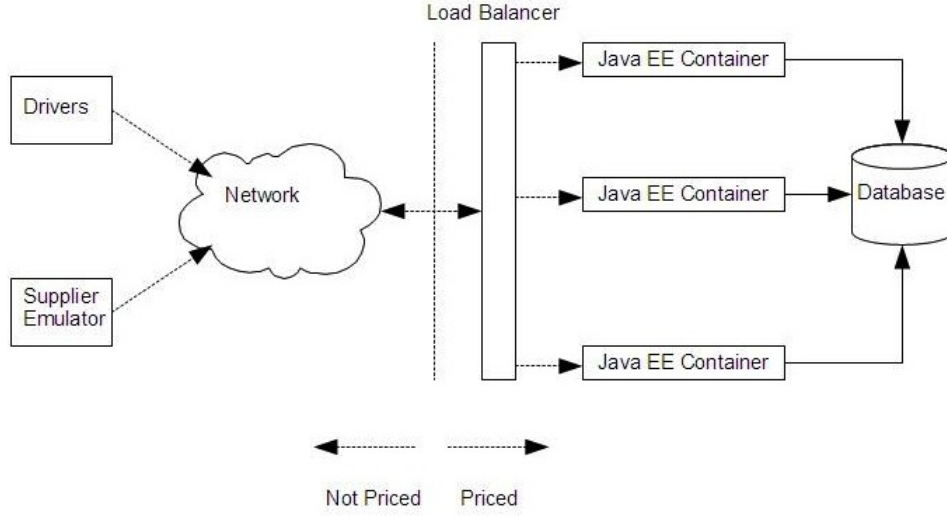 Load Balancer
Java EE Container
Drivers
Network
Java EE Container
Database
Supplier
Emulator
Java EE Container
Not Priced
Priced